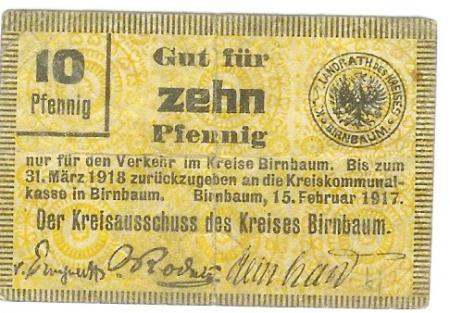 10
Pfennig
Gut für
zehn
Pfennig
K. LANDRATH DES KREISES
BIRNBAUM
nur für den Verkehr im Kreise Birnbaum. Bis zum
31. März 1918 zurückzugeben an die Kreiskommunal-
kasse in Birnbaum. Birnbaum, 15. Februar 1917.
Der Kreisausschuss des Kreises Birnbaum.